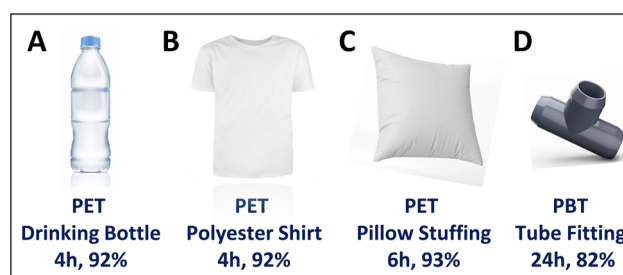 A
B
C
D
PET
Drinking Bottle
4h, 92%
PET
Polyester Shirt
4h, 92%
PET
Pillow Stuffing
6h, 93%
PBT
Tube Fitting
24h, 82%